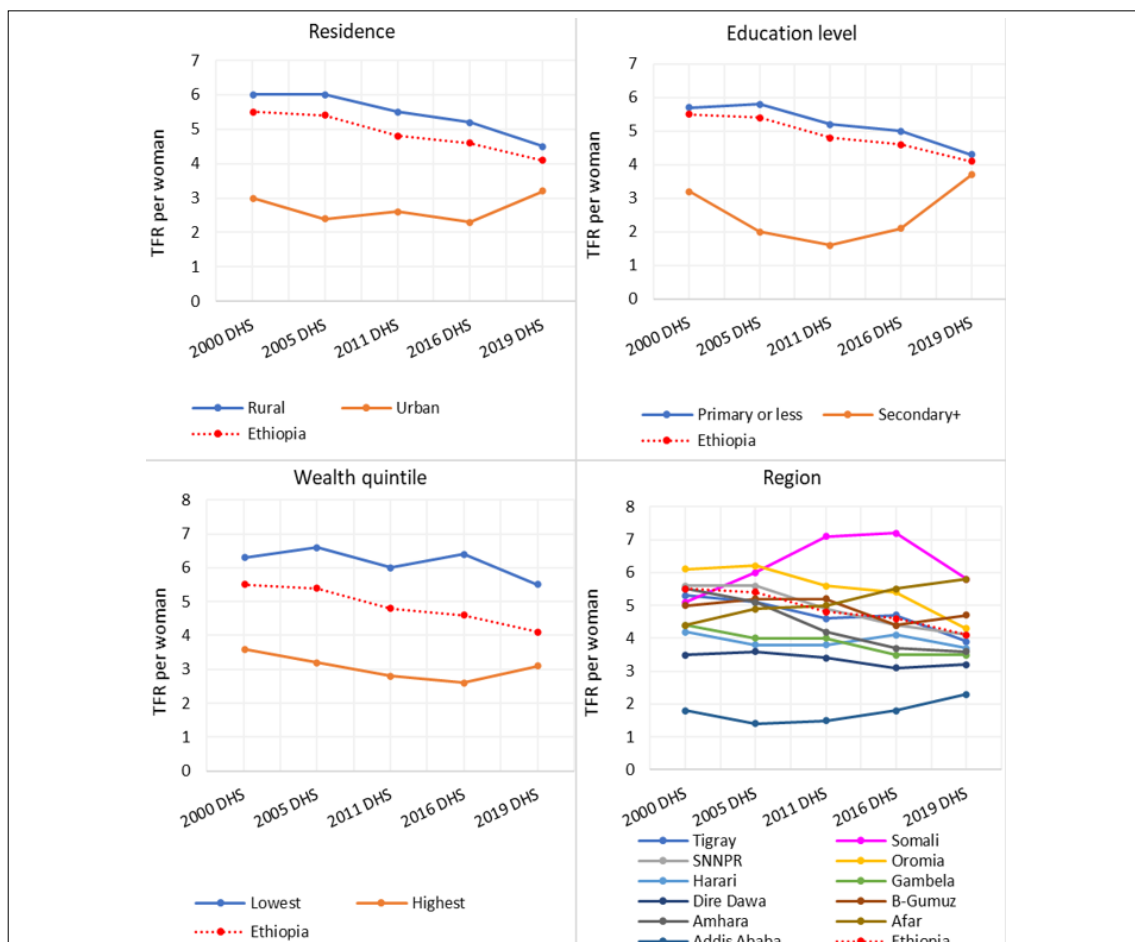 Residence
7
6
5
4
3
2
1
0
TFR per woman
2000 DHS
2005 DHS
2011 DHS
2016 DHS
2019 DHS
Rural
Urban
Ethiopia
Education level
7
6
5
4
3
2
1
0
TFR per woman
2000 DHS
2005 DHS
2011 DHS
2016 DHS
2019 DHS
Primary or less
Secondary+
Ethiopia
Wealth quintile
8
7
6
5
4
3
2
1
0
TFR per woman
2000 DHS
2005 DHS
2011 DHS
2016 DHS
2019 DHS
Lowest
Highest
Ethiopia
Region
8
7
6
5
4
3
2
1
0
TFR per woman
2000 DHS
2005 DHS
2011 DHS
2016 DHS
2019 DHS
Tigray
Somali
SNNPR
Oromia
Harari
Gambela
Dire Dawa
B-Gumuz
Amhara
Afar
Addis Ababa
Ethiopia